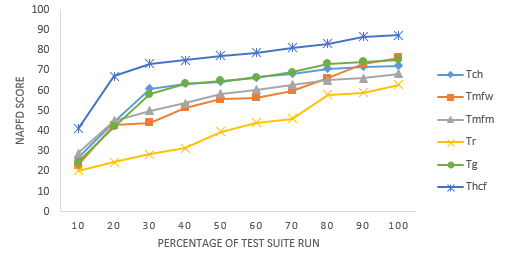 100
90
80
70
60
50
40
30
20
10
0
NAPFD SCORE
10 20 30 40 50 60 70 80 90 100
PERCENTAGE OF TEST SUITE RUN
Tch
Tmfw
Tmfm
Tr
Tg
Thcf